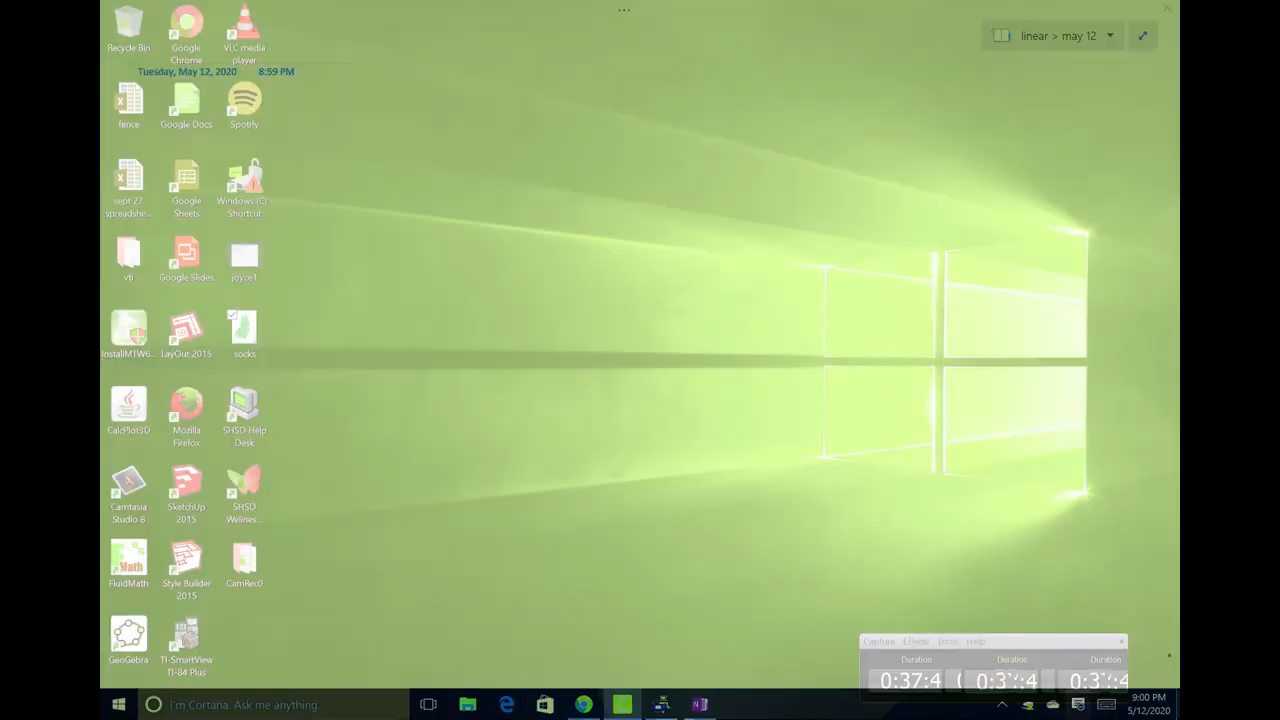 ...
linear > may 12
Recycle Bin
Google
Chrome
VLC media
player
Tuesday, May 12, 2020 8:59 PM
fence
Google Docs
Spotify
sept 27
spreadshe...
Google
Sheets
Windows (C) -
Shortcut
vti
Google Slides
joyce1
InstallMTW6...
LayOut 2015
socks
CalcPlot3D
Mozilla
Firefox
SHSD Help
Desk
Camtasia
Studio 8
SketchUp
2015
SHSD
Wellnes...
FluidMath
Style Builder
2015
CamRec0
GeoGebra
TI-SmartView
TI-84 Plus
Capture Effects Tools Help
Duration Duration Duration
0:37:4
I'm Cortana. Ask me anything.
9:00 PM
5/12/2020